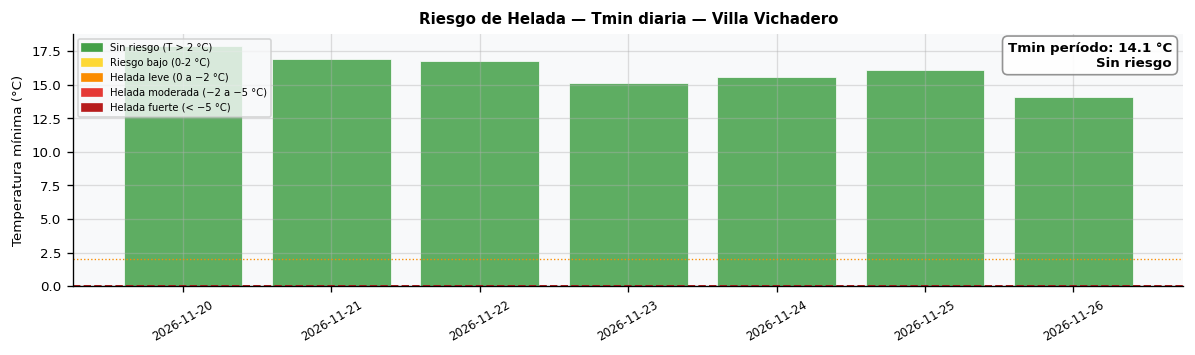 Riesgo de Helada — Tmin diaria — Villa Vichadero
Sin riesgo (T > 2 °C)
Riesgo bajo (0-2 °C)
Helada leve (0 a −2 °C)
Helada moderada (−2 a −5 °C)
Helada fuerte (< −5 °C)
Tmin período: 14.1 °C
Sin riesgo
Temperatura mínima (°C)
17.5
15.0
12.5
10.0
7.5
5.0
2.5
0.0
2026-11-20
2026-11-21
2026-11-22
2026-11-23
2026-11-24
2026-11-25
2026-11-26